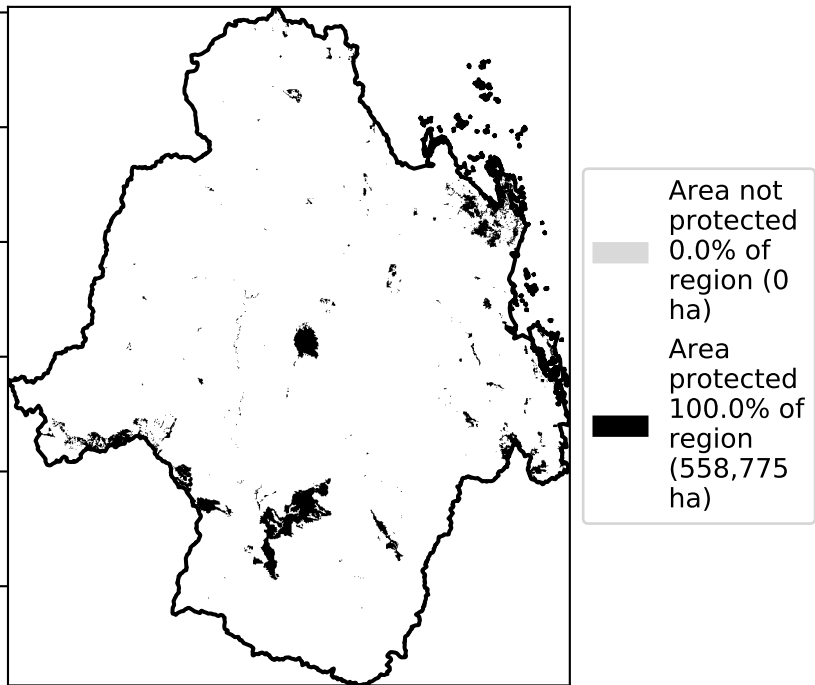 Area not
protected
0.0% of
region (0
ha)
Area
protected
100.0% of
region
(558,775
ha)